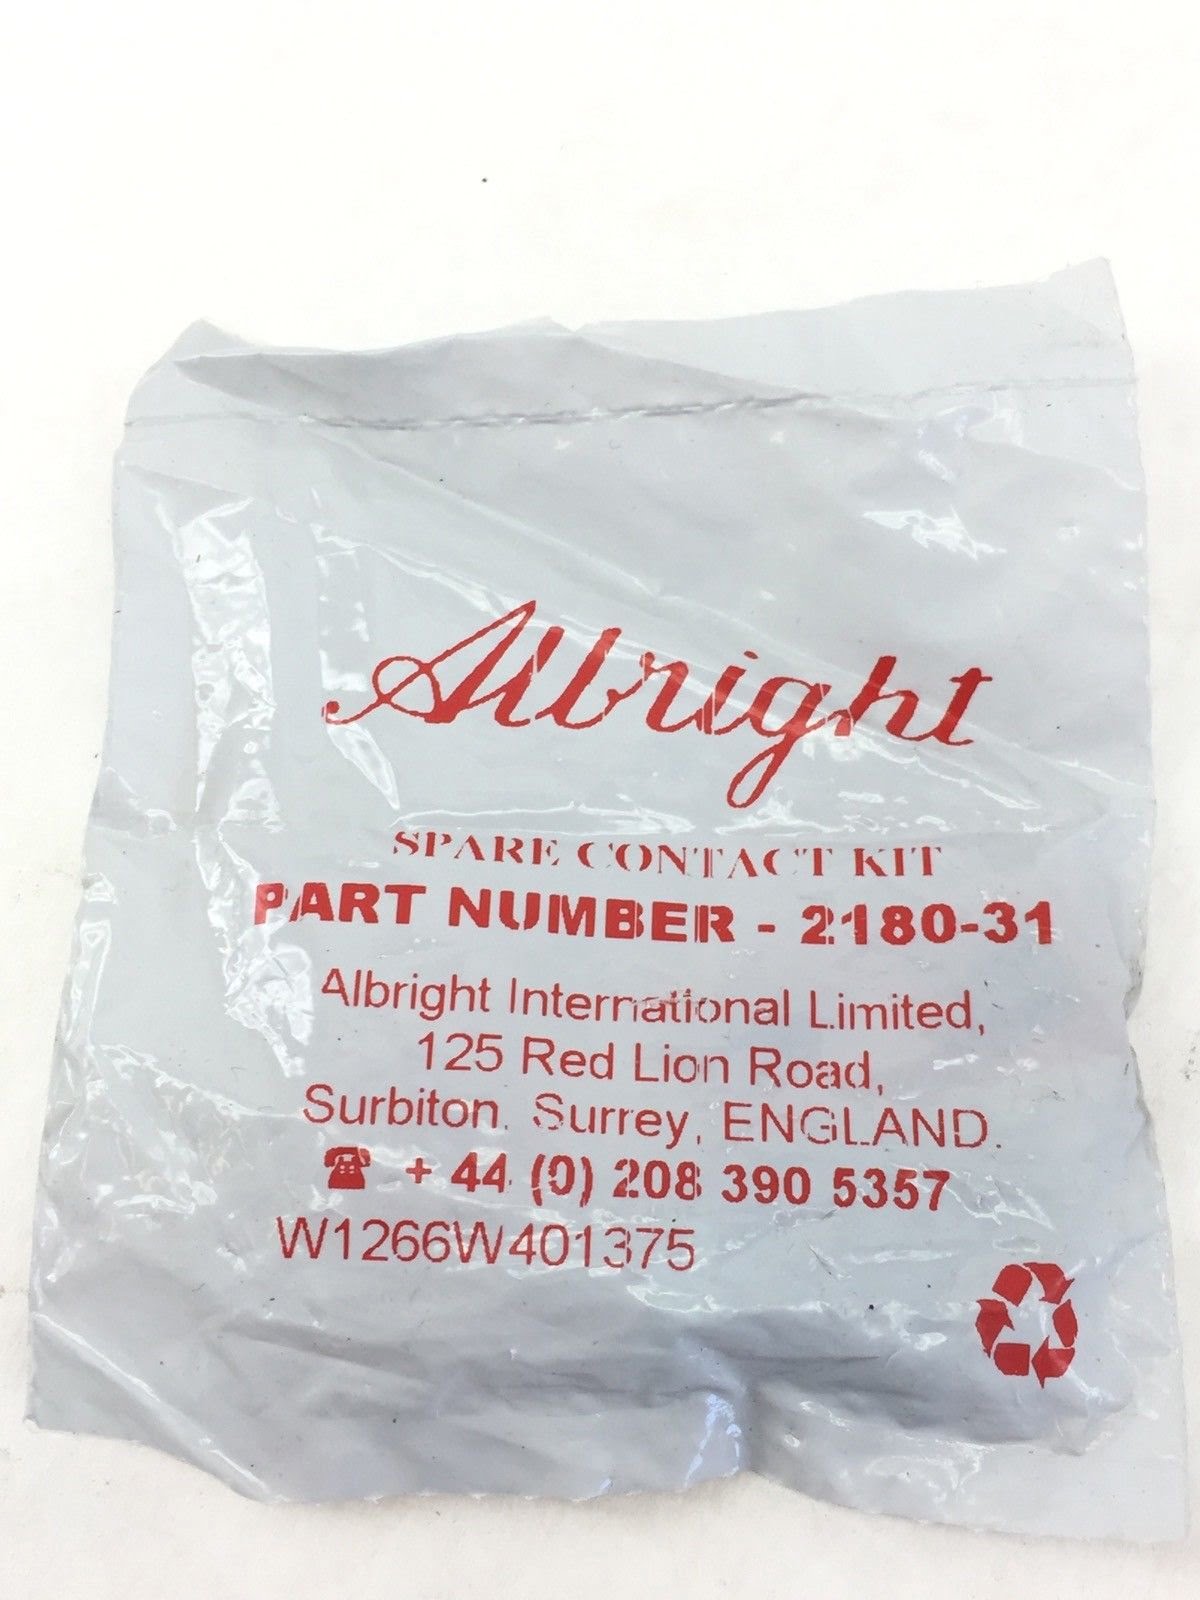 Albright
SPARE CONTACT KIT
PART NUMBER - 2180-31
Albright International Limited,
125 Red Lion Road,
Surbiton. Surrey, ENGLAND.
☎ + 44 (0) 208 390 5357
W1266W401375